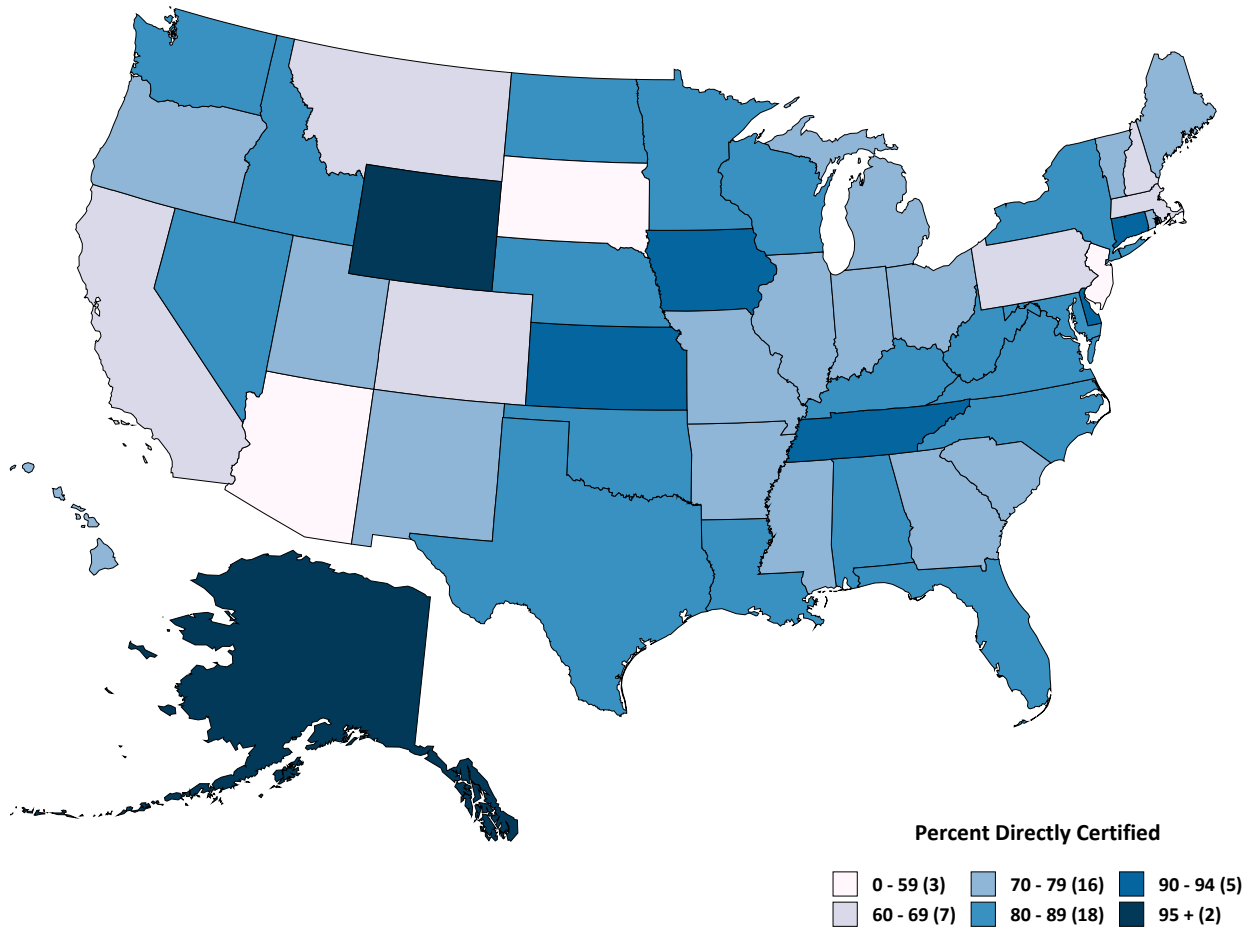 Percent Directly Certified
0 - 59 (3) 70 - 79 (16) 90 - 94 (5)
60 - 69 (7) 80 - 89 (18) 95 + (2)